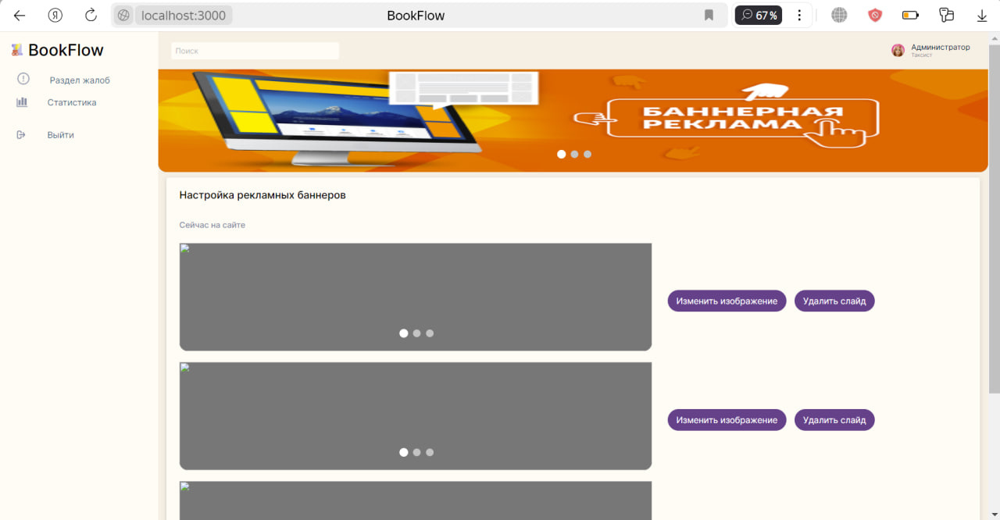 localhost:3000
BookFlow
67 %
BookFlow
Поиск
Администратор
Таксист
Раздел жалоб
Статистика
Выйти
БАННЕРНАЯ
РЕКЛАМА
Настройка рекламных баннеров
Сейчас на сайте
Изменить изображение
Удалить слайд
Изменить изображение
Удалить слайд